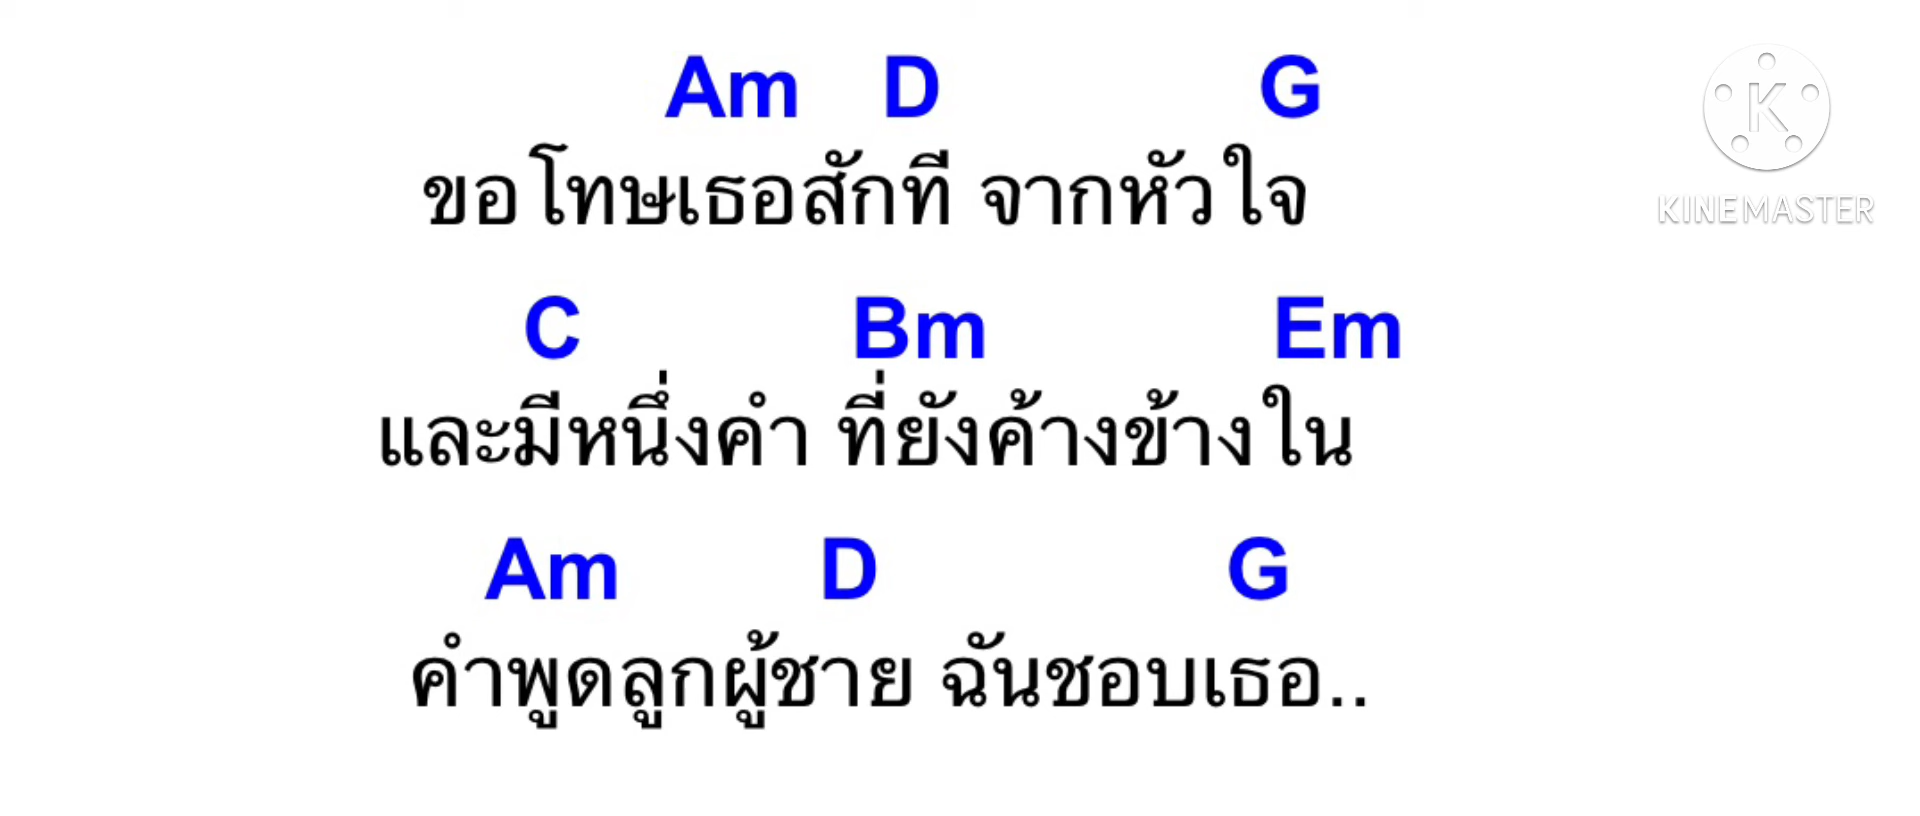 Am D G
ขอโทษเธอสักที จากหัวใจ
C Bm Em
และมีหนึ่งคำ ที่ยังค้างข้างใน
Am D G
คำพูดลูกผู้ชาย ฉันชอบเธอ..
K
KINEMASTER